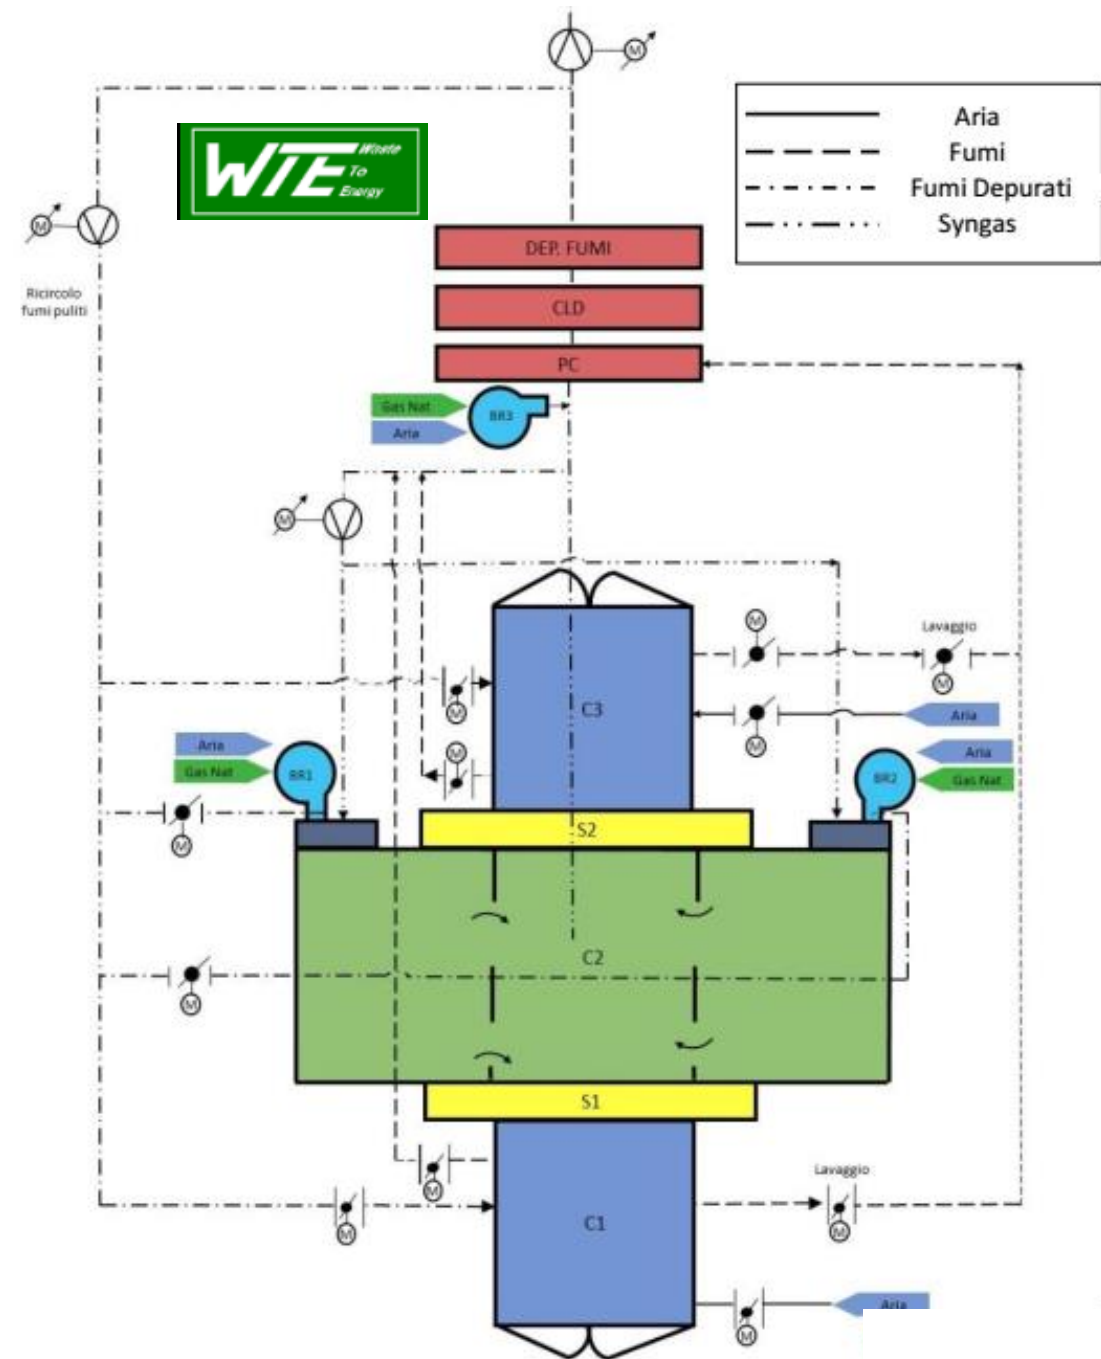 M
Aria
Fumi
Fumi Depurati
Syngas
WTE Waste
To
Energy
M
DEP. FUMI
Ricircolo
fumi puliti
CLD
PC
Gas Nat
BR3
Aria
M
M
Lavaggio
M
M
C3
Aria
M
M
Aria
Aria
Gas Nat
BR1
BR2
Gas Nat
M
S2
M
C2
M
S1
Lavaggio
M
C1
M
M
Aria
M